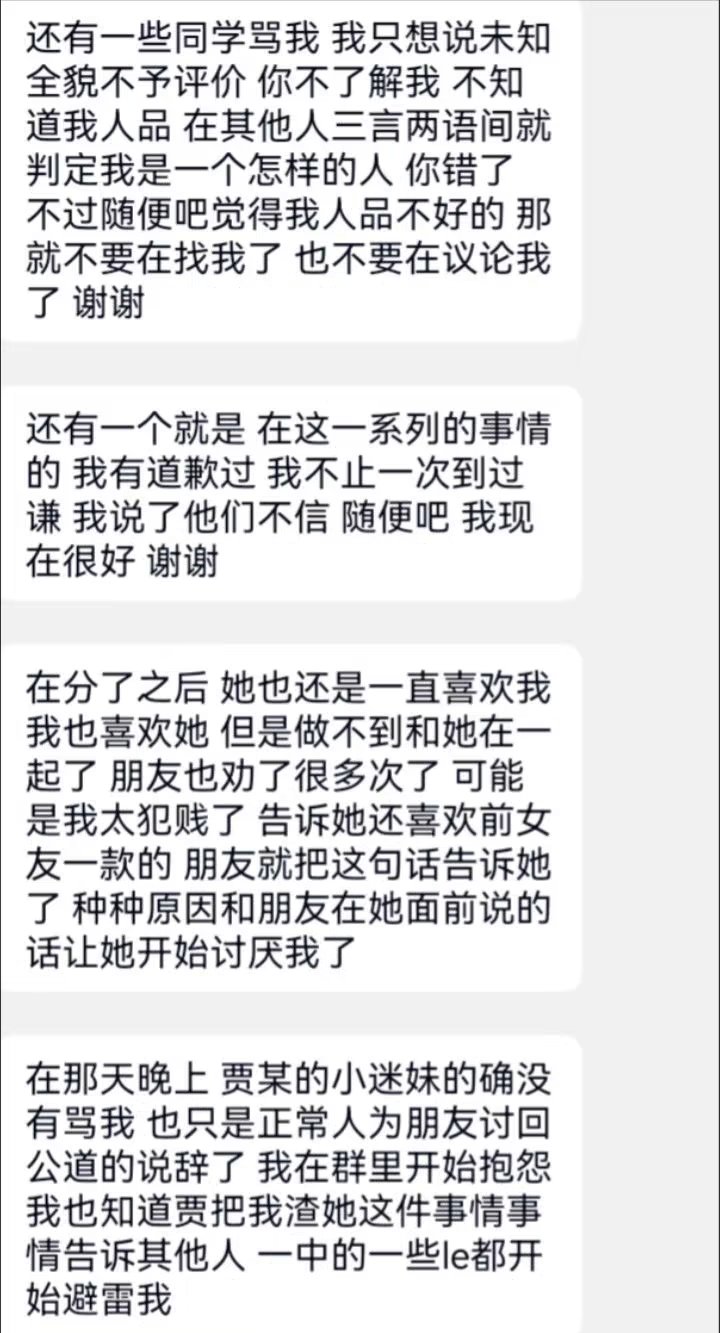 还有一些同学骂我 我只想说未知
全貌不予评价 你不了解我 不知
道我人品 在其他人三言两语间就
判定我是一个怎样的人 你错了
不过随便吧觉得我人品不好的 那
就不要在找我了 也不要在议论我
了 谢谢
还有一个就是 在这一系列的事情
的 我有道歉过 我不止一次到过
谦 我说了他们不信 随便吧 我现
在很好 谢谢
在分了之后 她也还是一直喜欢我
我也喜欢她 但是做不到和她在一
起了 朋友也劝了很多次了 可能
是我太犯贱了 告诉她还喜欢前女
友一款的 朋友就把这句话告诉她
了 种种原因和朋友在她面前说的
话让她开始讨厌我了
在那天晚上 贾某的小迷妹的确没
有骂我 也只是正常人为朋友讨回
公道的说辞了 我在群里开始抱怨
我也知道贾把我渣她这件事情事
情告诉其他人 一中的一些le都开
始避雷我